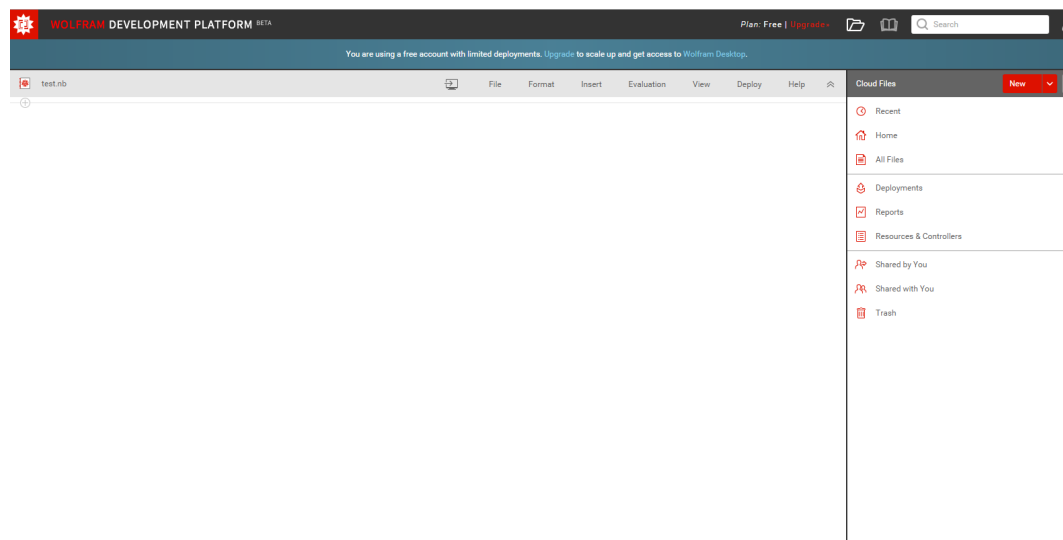 WOLFRAM DEVELOPMENT PLATFORM BETA
Plan: Free | Upgrade»
Search
You are using a free account with limited deployments. Upgrade to scale up and get access to Wolfram Desktop.
test.nb File Format Insert Evaluation View Deploy Help
Cloud Files New
Recent
Home
All Files
Deployments
Reports
Resources & Controllers
Shared by You
Shared with You
Trash